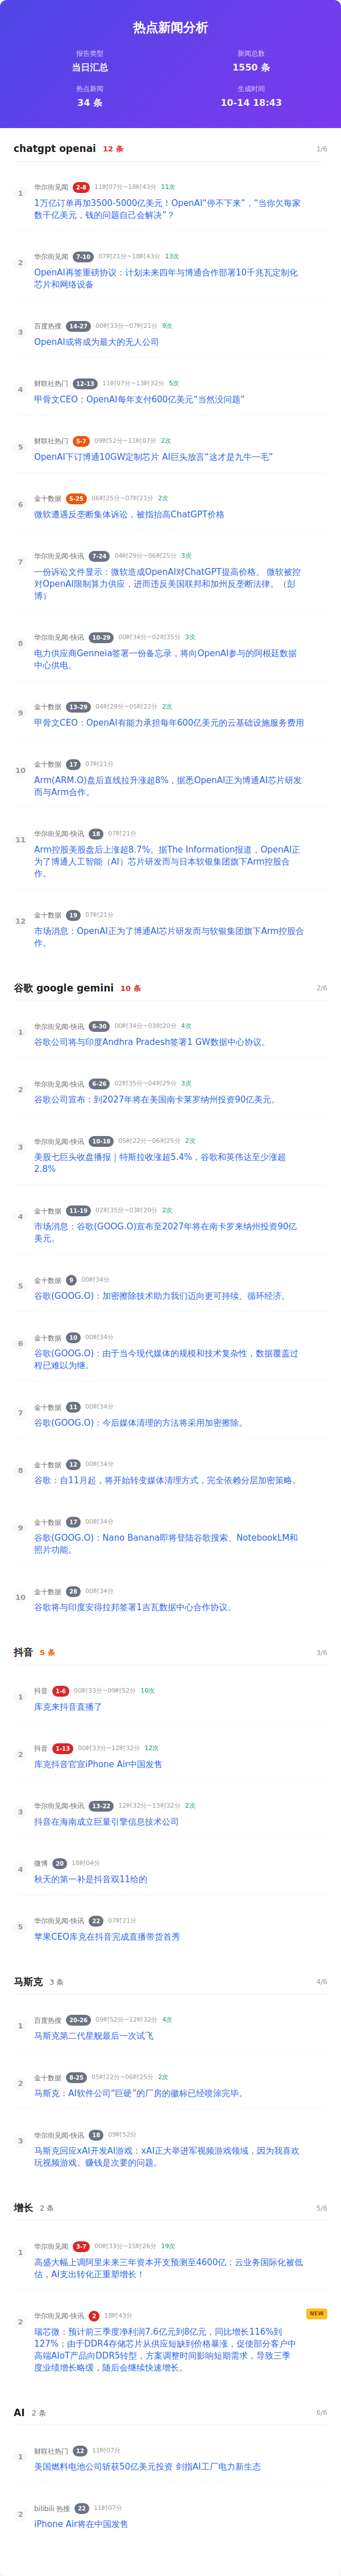 热点新闻分析
报告类型
新闻总数
当日汇总
1550 条
热点新闻
生成时间
34 条
10-14 18:43
chatgpt openai 12 条 1/6
1
华尔街见闻 2-8 11时07分~18时43分 11次
1万亿订单再加3500-5000亿美元！OpenAI“停不下来”，“当你欠每家
数千亿美元，钱的问题自己会解决”？
2
华尔街见闻 7-10 07时21分~18时43分 13次
OpenAI再签重磅协议：计划未来四年与博通合作部署10千兆瓦定制化
芯片和网络设备
3
百度热搜 14-27 00时33分~07时21分 9次
OpenAI或将成为最大的无人公司
4
财联社热门 12-13 11时07分~13时32分 5次
甲骨文CEO：OpenAI每年支付600亿美元“当然没问题”
5
财联社热门 5-7 09时52分~11时07分 2次
OpenAI下订博通10GW定制芯片 AI巨头放言“这才是九牛一毛”
6
金十数据 5-25 06时25分~07时21分 2次
微软遭遇反垄断集体诉讼，被指抬高ChatGPT价格
7
华尔街见闻-快讯 7-24 04时29分~06时25分 3次
一份诉讼文件显示：微软造成OpenAI对ChatGPT提高价格。 微软被控
对OpenAI限制算力供应，进而违反美国联邦和加州反垄断法律。（彭
博）
8
华尔街见闻-快讯 10-29 00时34分~02时35分 3次
电力供应商Genneia签署一份备忘录，将向OpenAI参与的阿根廷数据
中心供电。
9
金十数据 13-29 04时29分~05时22分 2次
甲骨文CEO：OpenAI有能力承担每年600亿美元的云基础设施服务费用
10
金十数据 17 07时21分
Arm(ARM.O)盘后直线拉升涨超8%，据悉OpenAI正为博通AI芯片研发
而与Arm合作。
11
华尔街见闻-快讯 18 07时21分
Arm控股美股盘后上涨超8.7%。据The Information报道，OpenAI正
为了博通人工智能（AI）芯片研发而与日本软银集团旗下Arm控股合
作。
12
金十数据 19 07时21分
市场消息：OpenAI正为了博通AI芯片研发而与软银集团旗下Arm控股合
作。
谷歌 google gemini 10 条 2/6
1
华尔街见闻-快讯 6-30 00时34分~03时20分 4次
谷歌公司将与印度Andhra Pradesh签署1 GW数据中心协议。
2
华尔街见闻-快讯 6-26 02时35分~04时29分 3次
谷歌公司宣布：到2027年将在美国南卡莱罗纳州投资90亿美元。
3
华尔街见闻-快讯 10-18 05时22分~06时25分 2次
美股七巨头收盘播报｜特斯拉收涨超5.4%，谷歌和英伟达至少涨超
2.8%
4
金十数据 11-19 02时35分~03时20分 2次
市场消息：谷歌(GOOG.O)宣布至2027年将在南卡罗来纳州投资90亿
美元。
5
金十数据 9 00时34分
谷歌(GOOG.O)：加密擦除技术助力我们迈向更可持续、循环经济。
6
金十数据 10 00时34分
谷歌(GOOG.O)：由于当今现代媒体的规模和技术复杂性，数据覆盖过
程已难以为继。
7
金十数据 11 00时34分
谷歌(GOOG.O)：今后媒体清理的方法将采用加密擦除。
8
金十数据 12 00时34分
谷歌：自11月起，将开始转变媒体清理方式，完全依赖分层加密策略。
9
金十数据 17 00时34分
谷歌(GOOG.O)：Nano Banana即将登陆谷歌搜索、NotebookLM和
照片功能。
10
金十数据 28 00时34分
谷歌将与印度安得拉邦签署1吉瓦数据中心合作协议。
抖音 5 条 3/6
1
抖音 1-6 00时33分~09时52分 10次
库克来抖音直播了
2
抖音 1-13 00时33分~12时32分 12次
库克抖音官宣iPhone Air中国发售
3
华尔街见闻-快讯 13-22 12时32分~13时32分 2次
抖音在海南成立巨量引擎信息技术公司
4
微博 20 18时04分
秋天的第一补是抖音双11给的
5
华尔街见闻-快讯 22 07时21分
苹果CEO库克在抖音完成直播带货首秀
马斯克 3 条 4/6
1
百度热搜 20-26 09时52分~12时32分 4次
马斯克第二代星舰最后一次试飞
2
金十数据 8-25 05时22分~06时25分 2次
马斯克：AI软件公司“巨硬”的厂房的徽标已经喷涂完毕。
3
华尔街见闻-快讯 18 09时52分
马斯克回应xAI开发AI游戏：xAI正大举进军视频游戏领域，因为我喜欢
玩视频游戏。赚钱是次要的问题。
增长 2 条 5/6
1
华尔街见闻 3-7 00时33分~15时26分 19次
高盛大幅上调阿里未来三年资本开支预测至4600亿：云业务国际化被低
估，AI支出转化正重塑增长！
2
华尔街见闻-快讯 2 18时43分 NEW
瑞芯微：预计前三季度净利润7.6亿元到8亿元，同比增长116%到
127%；由于DDR4存储芯片从供应短缺到价格暴涨，促使部分客户中
高端AIoT产品向DDR5转型，方案调整时间影响短期需求，导致三季
度业绩增长略缓，随后会继续快速增长。
AI 2 条 6/6
1
财联社热门 12 11时07分
美国燃料电池公司斩获50亿美元投资 剑指AI工厂电力新生态
2
bilibili 热搜 22 11时07分
iPhone Air将在中国发售